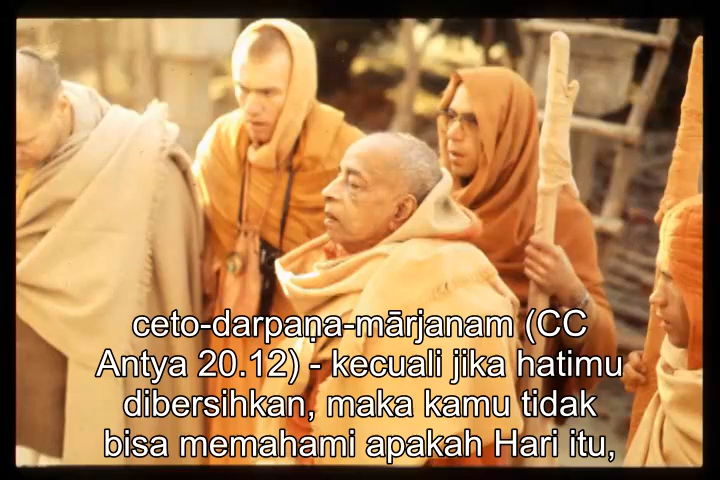 ceto-darpaṇa-mārjanam (CC
Antya 20.12) - kecuali jika hatimu
dibersihkan, maka kamu tidak
bisa memahami apakah Hari itu,